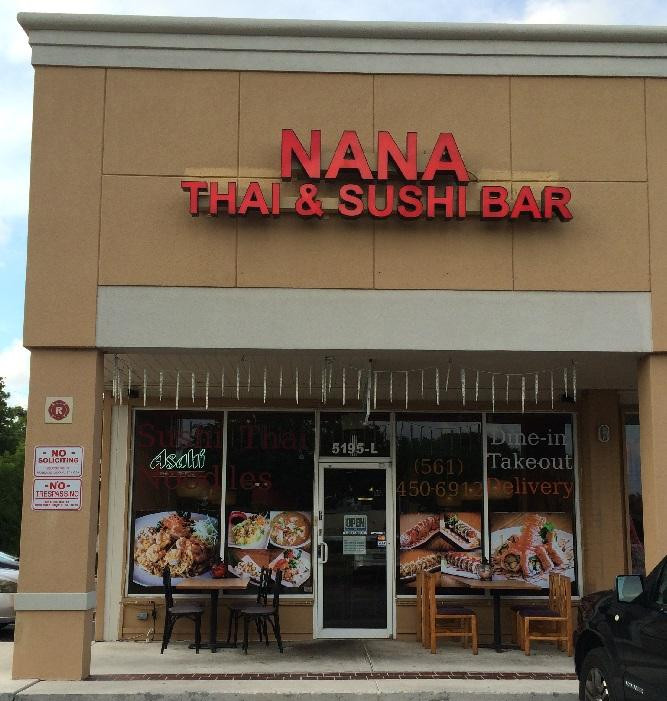 NANA
THAI & SUSHI BAR
R
NO
SOLICITING
-NO-
TRESPASSING
Sushi Thai
Asahi
Noodles
5195-L
OPEN
(561)
450-6913
Dine-in
Takeout
Delivery